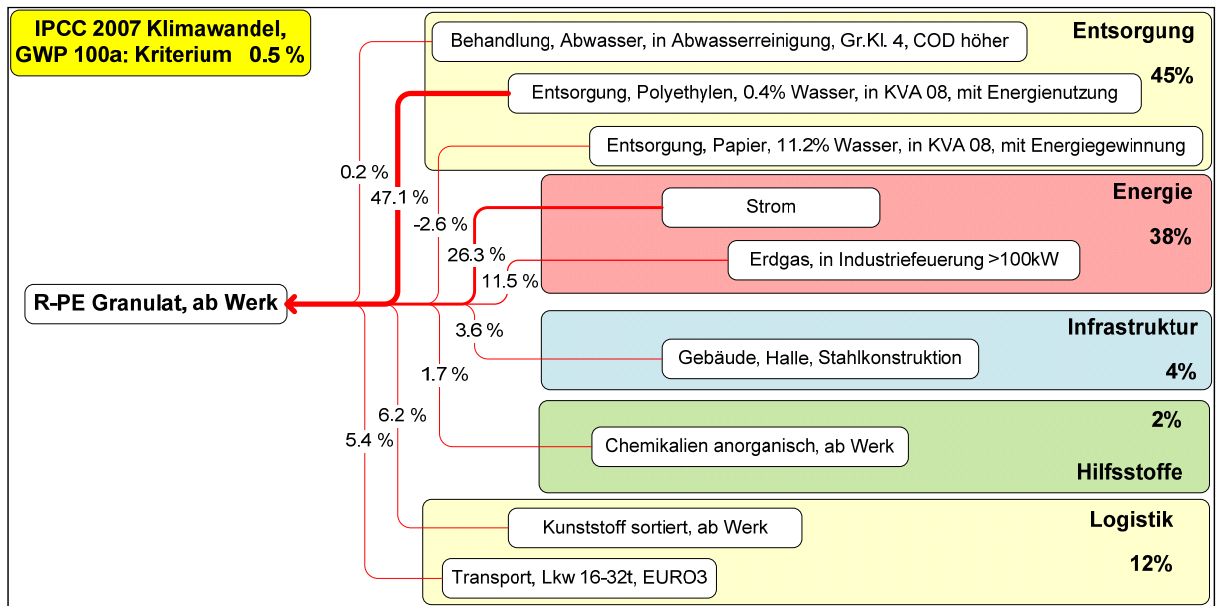 IPCC 2007 Klimawandel,
GWP 100a: Kriterium 0.5 %
Entsorgung
45%
Behandlung, Abwasser, in Abwasserreinigung, Gr.Kl. 4, COD höher
Entsorgung, Polyethylen, 0.4% Wasser, in KVA 08, mit Energienutzung
Entsorgung, Papier, 11.2% Wasser, in KVA 08, mit Energiegewinnung
0.2 %
47.1 %
-2.6 %
26.3 %
11.5 %
Energie
38%
Strom
Erdgas, in Industriefeuerung >100kW
R-PE Granulat, ab Werk
3.6 %
1.7 %
6.2 %
5.4 %
Infrastruktur
4%
Gebäude, Halle, Stahlkonstruktion
2%
Chemikalien anorganisch, ab Werk
Hilfsstoffe
Logistik
12%
Kunststoff sortiert, ab Werk
Transport, Lkw 16-32t, EURO3